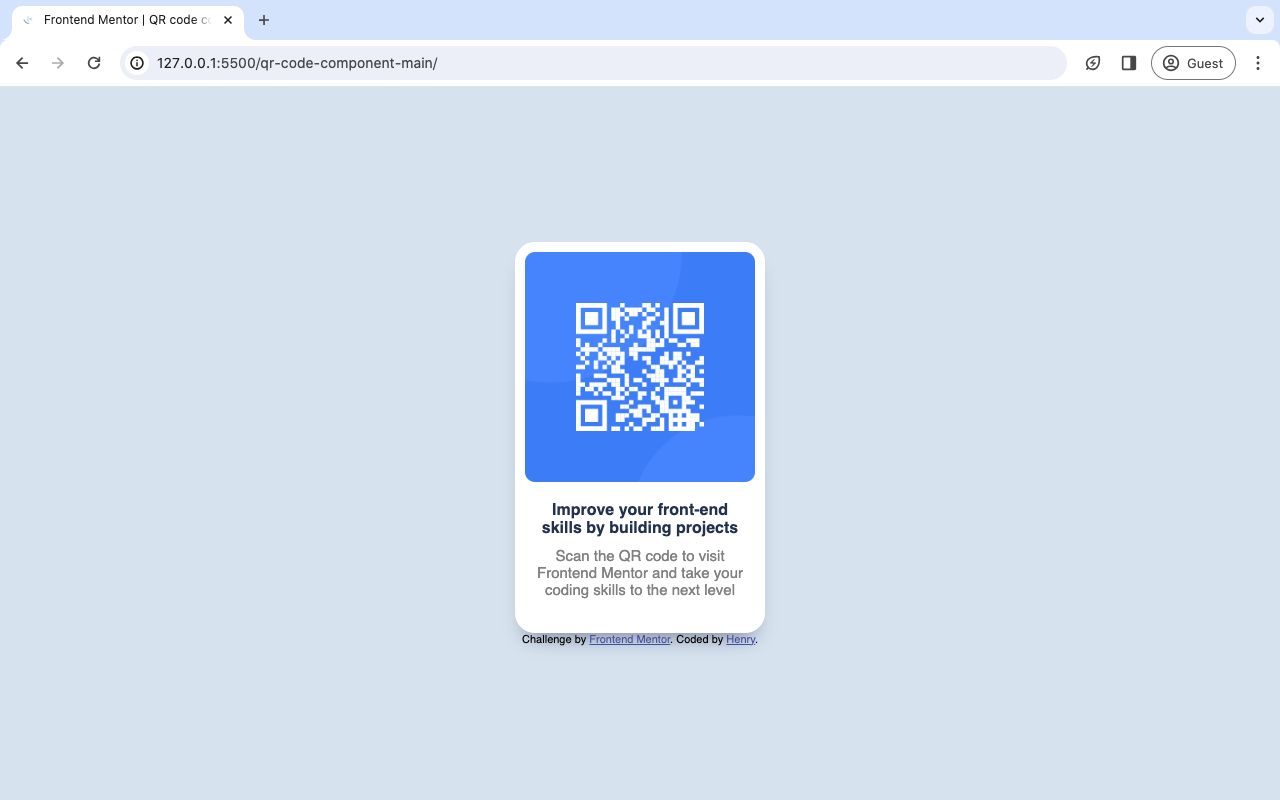 Frontend Mentor | QR code c
127.0.0.1:5500/qr-code-component-main/
Guest
Improve your front-end
skills by building projects
Scan the QR code to visit
Frontend Mentor and take your
coding skills to the next level
Challenge by Frontend Mentor. Coded by Henry.